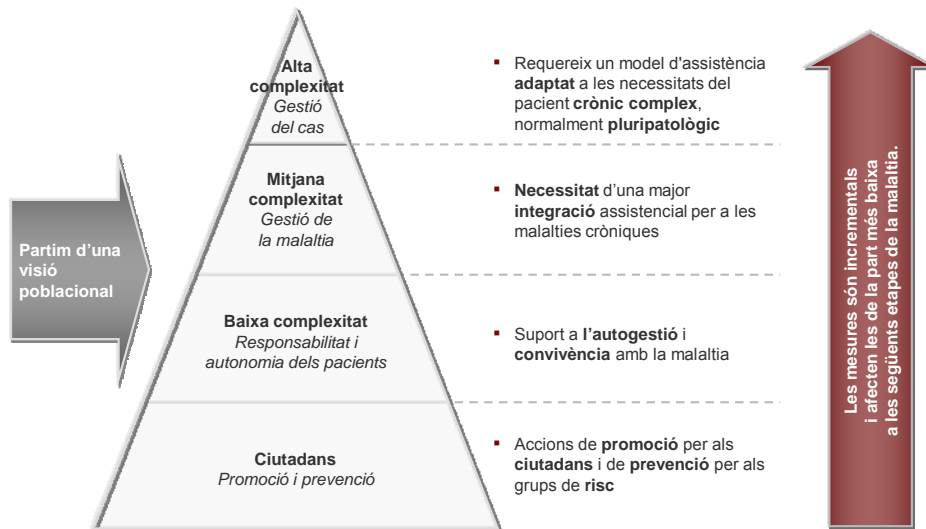 Partim d'una
visió
poblacional
Alta
complexitat
Gestió
del cas
▪ Requereix un model d'assistència
adaptat a les necessitats del
pacient crònic complex,
normalment pluripatològic
Mitjana
complexitat
Gestió de
la malaltia
▪ Necessitat d’una major
integració assistencial per a les
malalties cròniques
Baixa complexitat
Responsabilitat i
autonomia dels pacients
▪ Suport a l’autogestió i
convivència amb la malaltia
Ciutadans
Promoció i prevenció
▪ Accions de promoció per als
ciutadans i de prevenció per als
grups de risc
Les mesures són incrementals
i afecten les de la part més baixa
a les següents etapes de la malaltia.